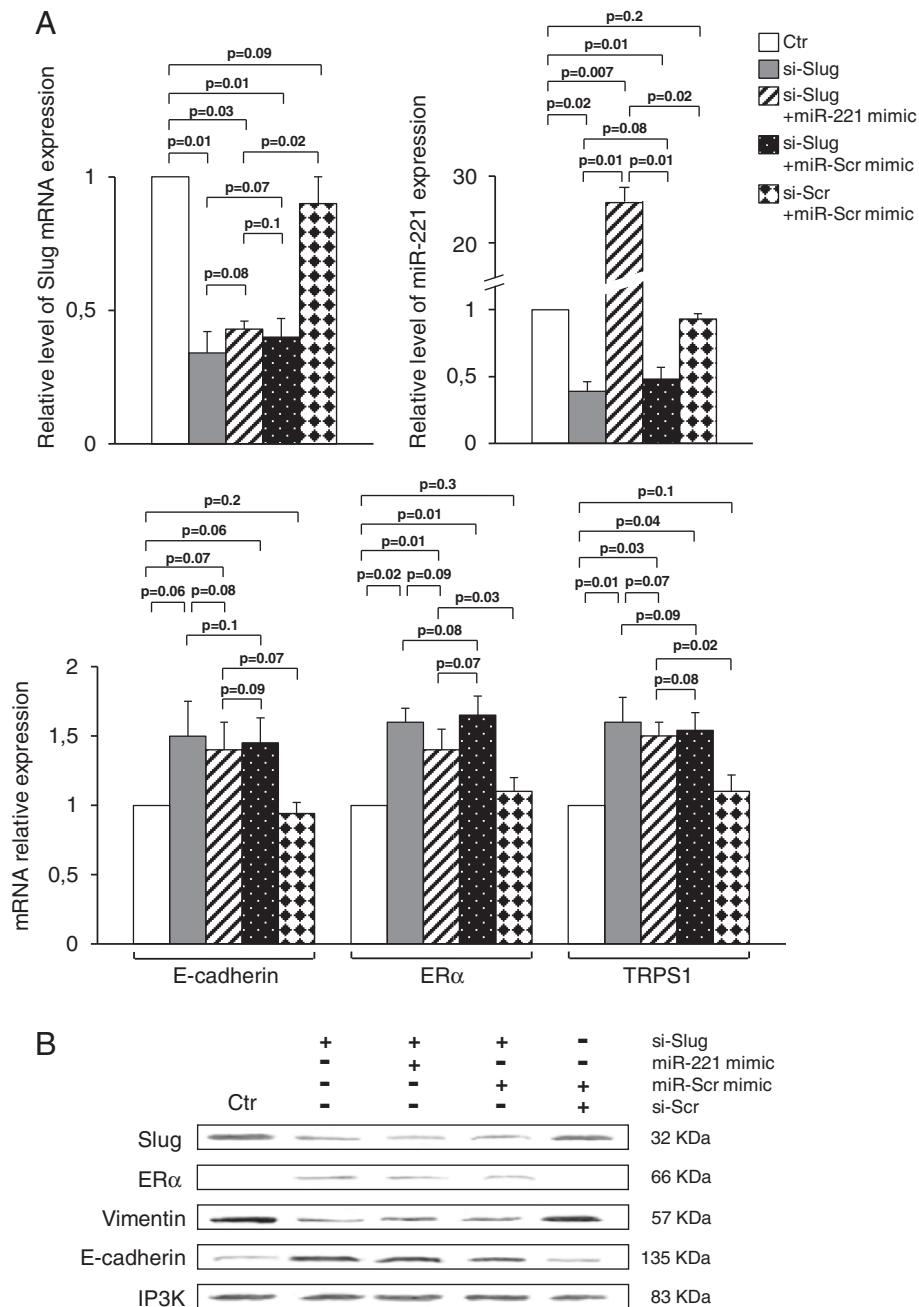 A
p=0.09
p=0.01
p=0.03
p=0.01
p=0.02
p=0.07
p=0.1
p=0.08
Relative level of Slug mRNA expression
1
0,5
0
p=0.2
p=0.01
p=0.007
p=0.02
p=0.02
p=0.08
p=0.01
p=0.01
Relative level of miR-221 expression
30
20
1
0,5
0
Ctr
si-Slug
si-Slug
+miR-221 mimic
si-Slug
+miR-Scr mimic
si-Scr
+miR-Scr mimic
p=0.2
p=0.06
p=0.07
p=0.06
p=0.08
p=0.1
p=0.07
p=0.09
p=0.3
p=0.01
p=0.01
p=0.02
p=0.09
p=0.03
p=0.08
p=0.07
p=0.1
p=0.04
p=0.03
p=0.01
p=0.07
p=0.09
p=0.02
p=0.08
mRNA relative expression
2
1,5
1
0,5
0
E-cadherin
ERα
TRPS1
B
+ + + - si-Slug
- + - - miR-221 mimic
- - + + miR-Scr mimic
Ctr - - - + si-Scr
Slug 32 KDa
ERα 66 KDa
Vimentin 57 KDa
E-cadherin 135 KDa
IP3K 83 KDa